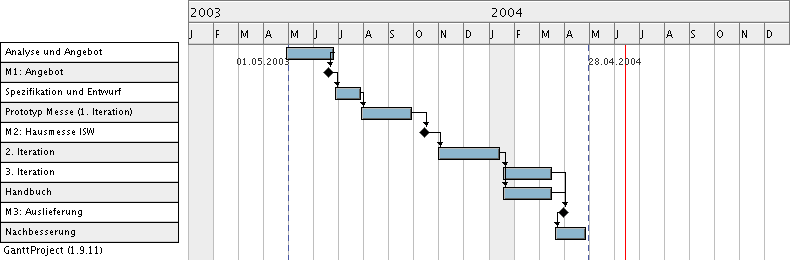 2003 2004
J F M A M J J A S O N D J F M A M J J A S O N D
Analyse und Angebot
01.05.2003 28.04.2004
M1: Angebot
Spezifikation und Entwurf
Prototyp Messe (1. Iteration)
M2: Hausmesse ISW
2. Iteration
3. Iteration
Handbuch
M3: Auslieferung
Nachbesserung
GanttProject (1.9.11)